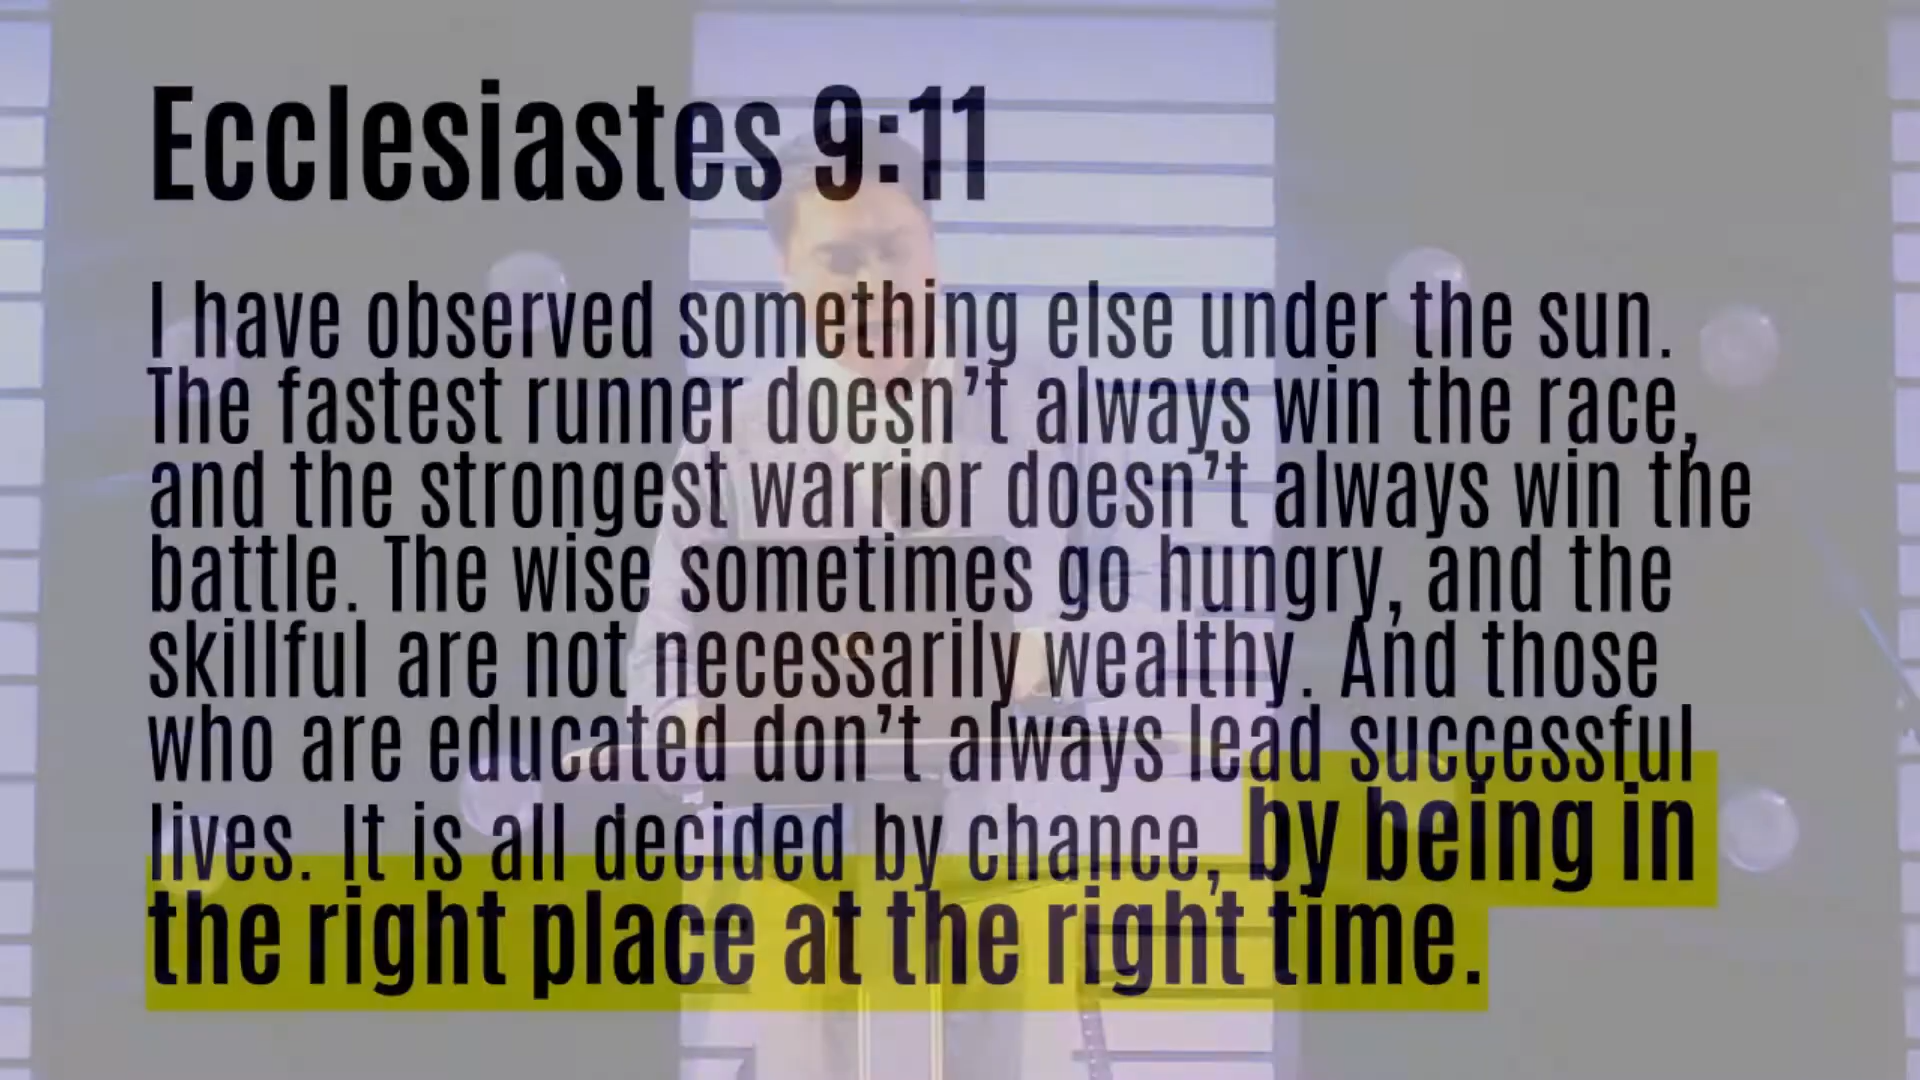 Ecclesiastes 9:11
I have observed something else under the sun.
The fastest runner doesn’t always win the race,
and the strongest warrior doesn’t always win the
battle. The wise sometimes go hungry, and the
skillful are not necessarily wealthy. And those
who are educated don’t always lead successful
lives. It is all decided by chance, by being in
the right place at the right time.